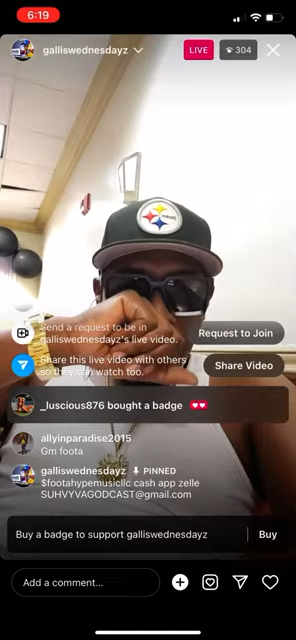 6:19
galliswednesdayz
LIVE
304
Send a request to be in
galliswednesdayz's live video.
Request to Join
Share this live video with others
so they can watch too.
Share Video
_luscious876 bought a badge
allyinparadise2015
Gm foota
galliswednesdayz PINNED
$footahypemusicllc cash app zelle
SUHVYVAGODCAST@gmail.com
Buy a badge to support galliswednesdayz
Buy
Add a comment...